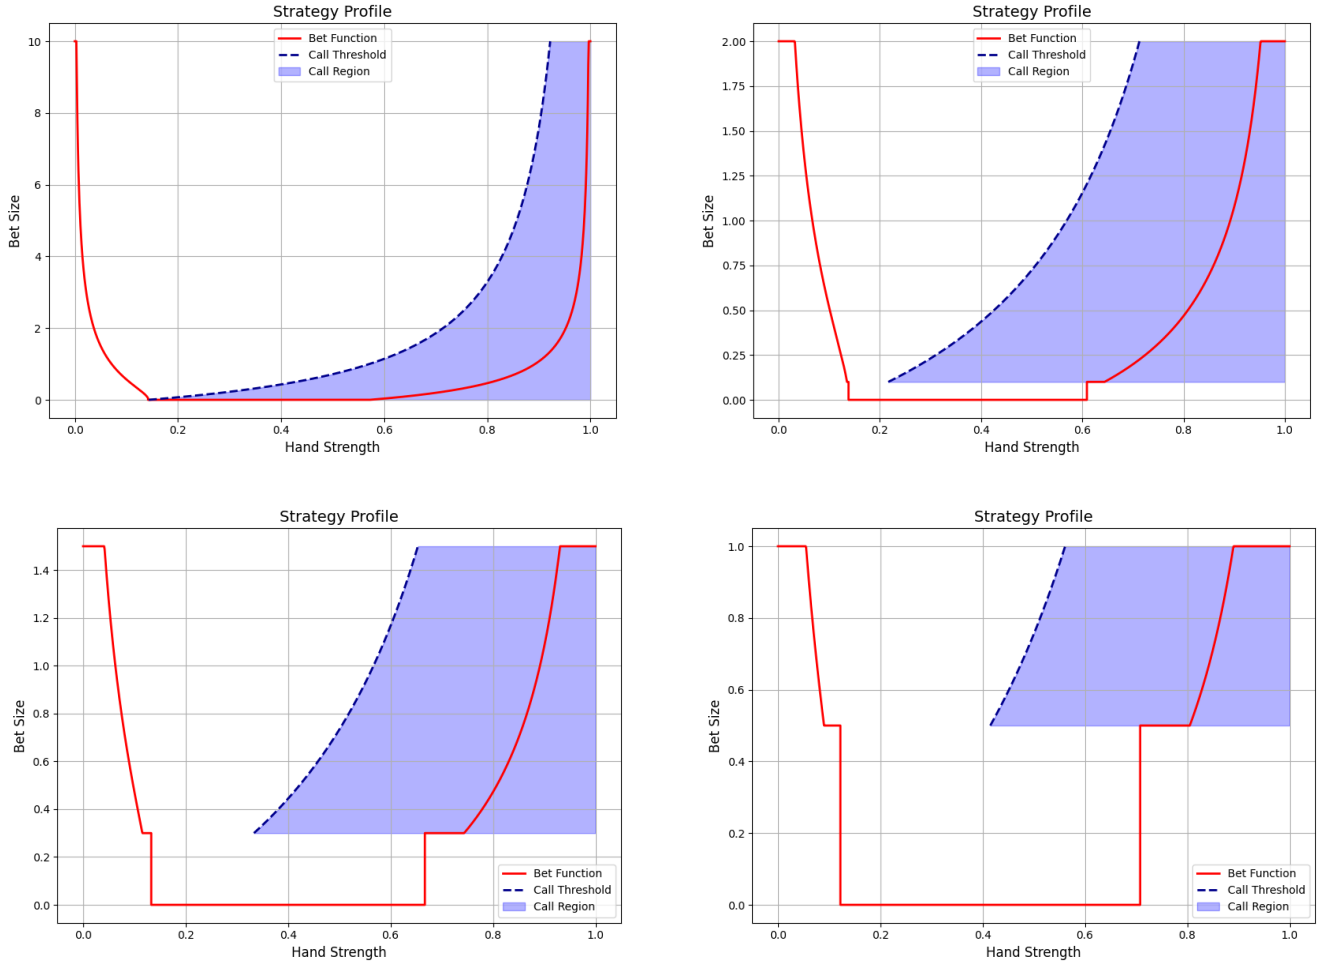 Strategy Profile
Bet Function
Call Threshold
Call Region
10
8
6
4
2
0
Bet Size
0.0 0.2 0.4 0.6 0.8 1.0
Hand Strength
Strategy Profile
Bet Function
Call Threshold
Call Region
2.00
1.75
1.50
1.25
1.00
0.75
0.50
0.25
0.00
Bet Size
0.0 0.2 0.4 0.6 0.8 1.0
Hand Strength
Strategy Profile
1.4
1.2
1.0
0.8
0.6
0.4
0.2
0.0
Bet Size
Bet Function
Call Threshold
Call Region
0.0 0.2 0.4 0.6 0.8 1.0
Hand Strength
Strategy Profile
1.0
0.8
0.6
0.4
0.2
0.0
Bet Size
Bet Function
Call Threshold
Call Region
0.0 0.2 0.4 0.6 0.8 1.0
Hand Strength